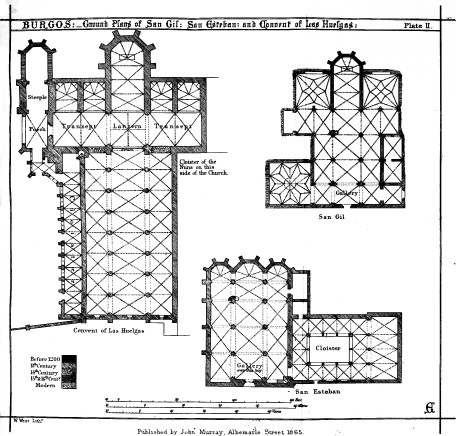 BURGOS:_Ground Plans of San Gil: San Esteban: and Convent of Las Huelgas:
Plate II.
Steeple
Porch
Transept
Lantern
Transept
Cloister of the
Nuns on this
side of the Church.
Gallery
San Gil
Convent of Las Huelgas
Before 1200
13th Century
14th Century
15th & 16th Cent.
Modern
Gallery
Cloister
San Esteban
W. West Lith.
Published by John Murray, Albemarle Street 1865.